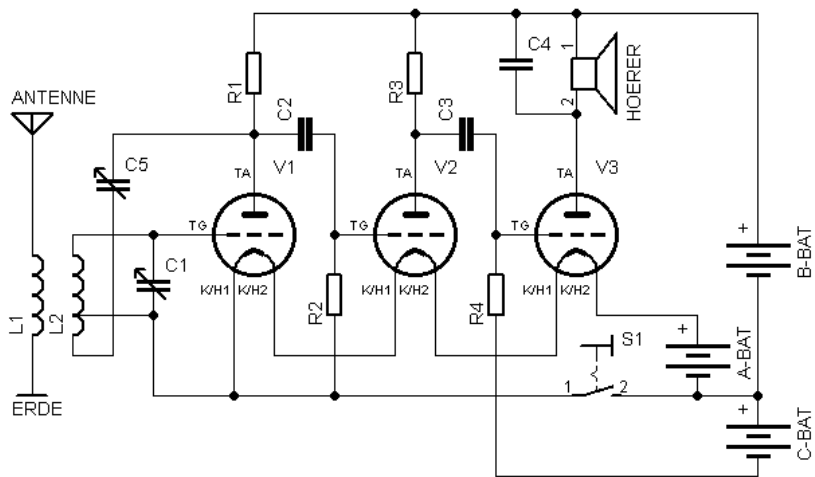 ANTENNE
L1
ERDE
L2
C5
C1
R1
TA
V1
TG
K/H1 K/H2
C2
R2
R3
TA
V2
TG
K/H1 K/H2
C3
R4
C4
1
2
HOERER
TA
V3
TG
K/H1 K/H2
S1
1
2
+
A-BAT
+
B-BAT
+
C-BAT